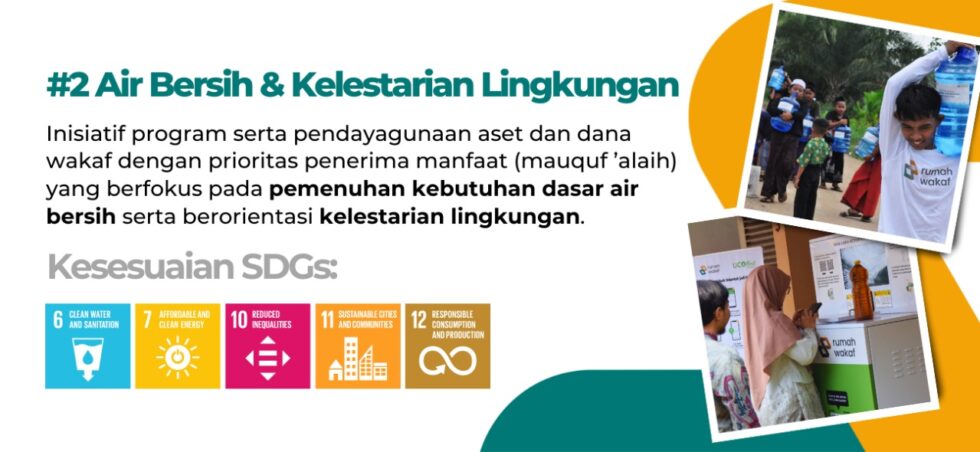 #2 Air Bersih & Kelestarian Lingkungan
Inisiatif program serta pendayagunaan aset dan dana
wakaf dengan prioritas penerima manfaat (mauquf ’alaih)
yang berfokus pada pemenuhan kebutuhan dasar air
bersih serta berorientasi kelestarian lingkungan.
Kesesuaian SDGs:
6 CLEAN WATER
AND SANITATION
7 AFFORDABLE AND
CLEAN ENERGY
10 REDUCED
INEQUALITIES
11 SUSTAINABLE CITIES
AND COMMUNITIES
12 RESPONSIBLE
CONSUMPTION
AND PRODUCTION
rumah
wakaf
rumah
wakaf
rumah
wakaf